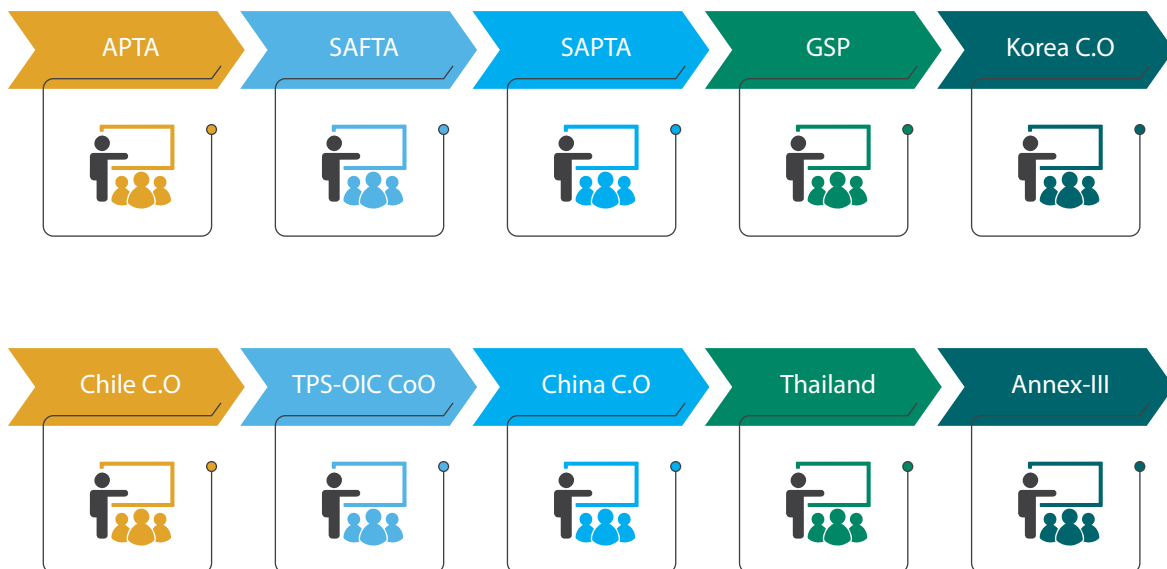 APTA
SAFTA
SAPTA
GSP
Korea C.O
Chile C.O
TPS-OIC CoO
China C.O
Thailand
Annex-III